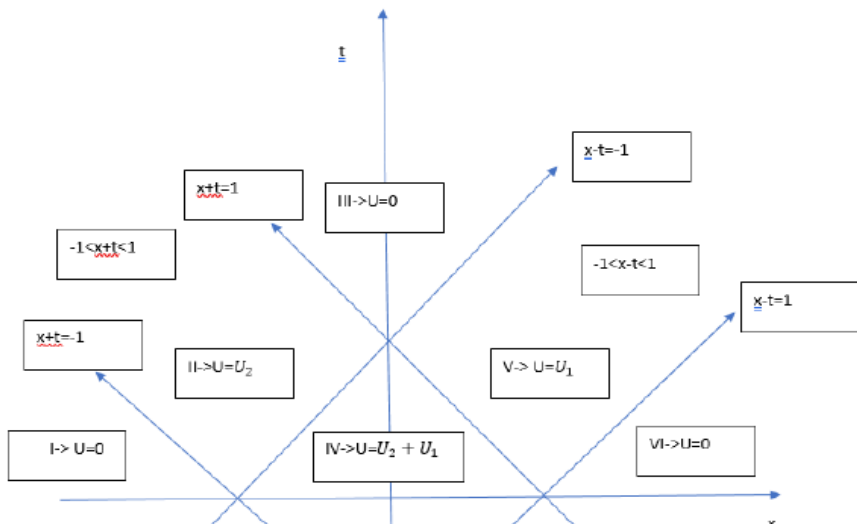 t
x-t=-1
x+t=1
III->U=0
-1<x+t<1
-1<x-t<1
x-t=1
x+t=-1
II->U=U₂
V-> U=U₁
I-> U=0
IV->U=U₂ + U₁
VI->U=0
x